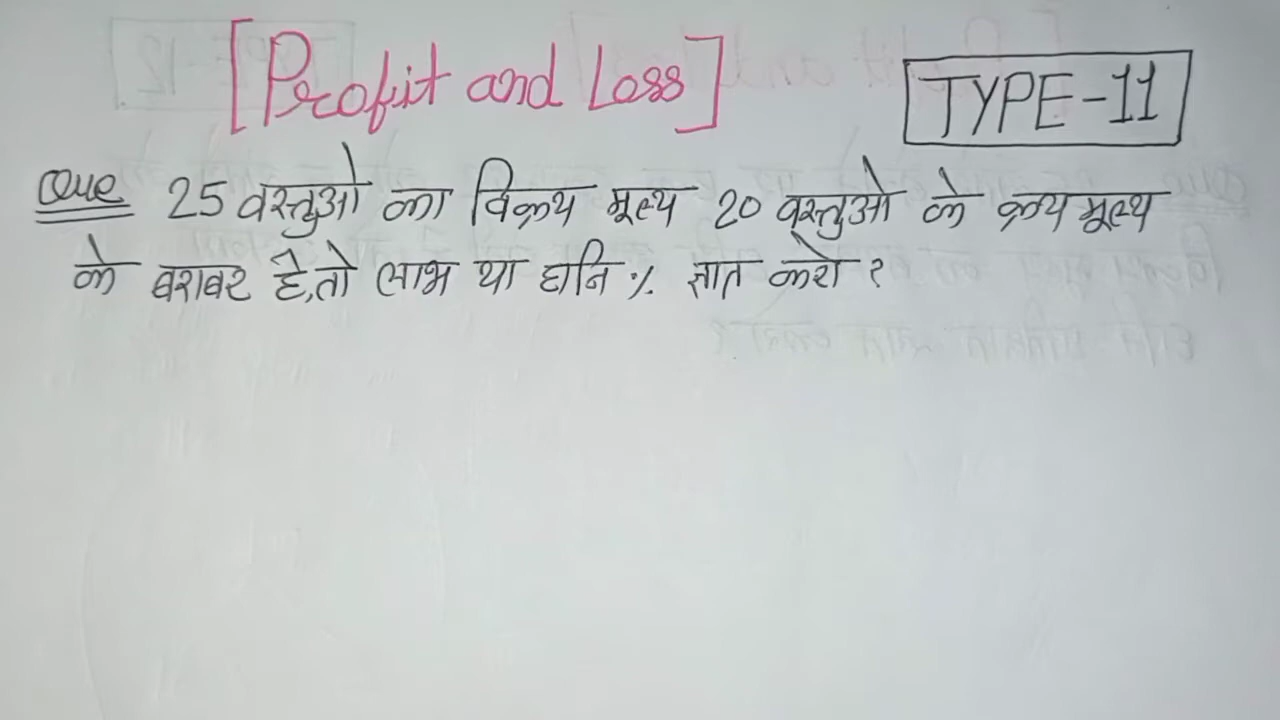 [Profit and Loss]
TYPE-11
Que 25 वस्तुओ का विक्रय मूल्य 20 वस्तुओ के क्रय मूल्य
के बराबर है, तो लाभ या हानि % ज्ञात करो ?